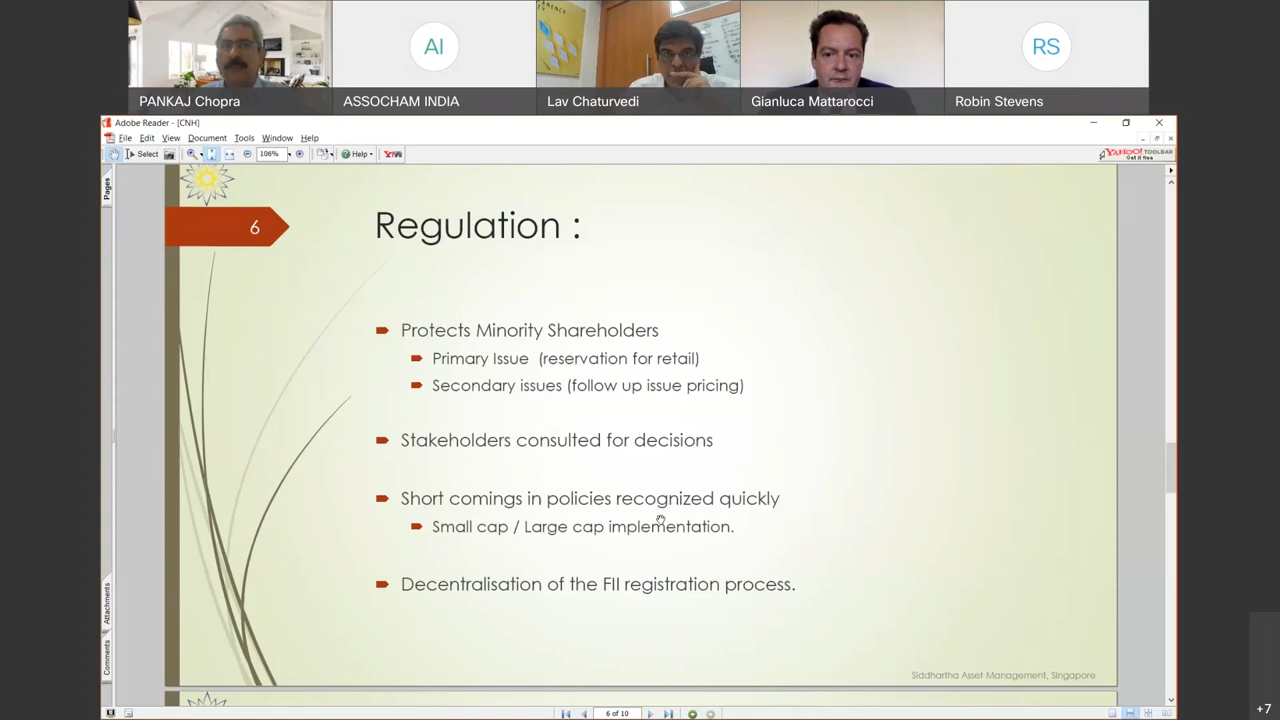 AI
RS
PANKAJ Chopra
ASSOCHAM INDIA
Lav Chaturvedi
Gianluca Mattarocci
Robin Stevens
Adobe Reader - [CNH]
File Edit View Document Tools Window Help
Select 106% Help Y! YAHOO! TOOLBAR
Get it free
Pages
6
Regulation :
Protects Minority Shareholders
Primary Issue (reservation for retail)
Secondary issues (follow up issue pricing)
Stakeholders consulted for decisions
Short comings in policies recognized quickly
Small cap / Large cap implementation.
Decentralisation of the FII registration process.
Attachments
Comments
Siddhartha Asset Management, Singapore
6 of 10
+7